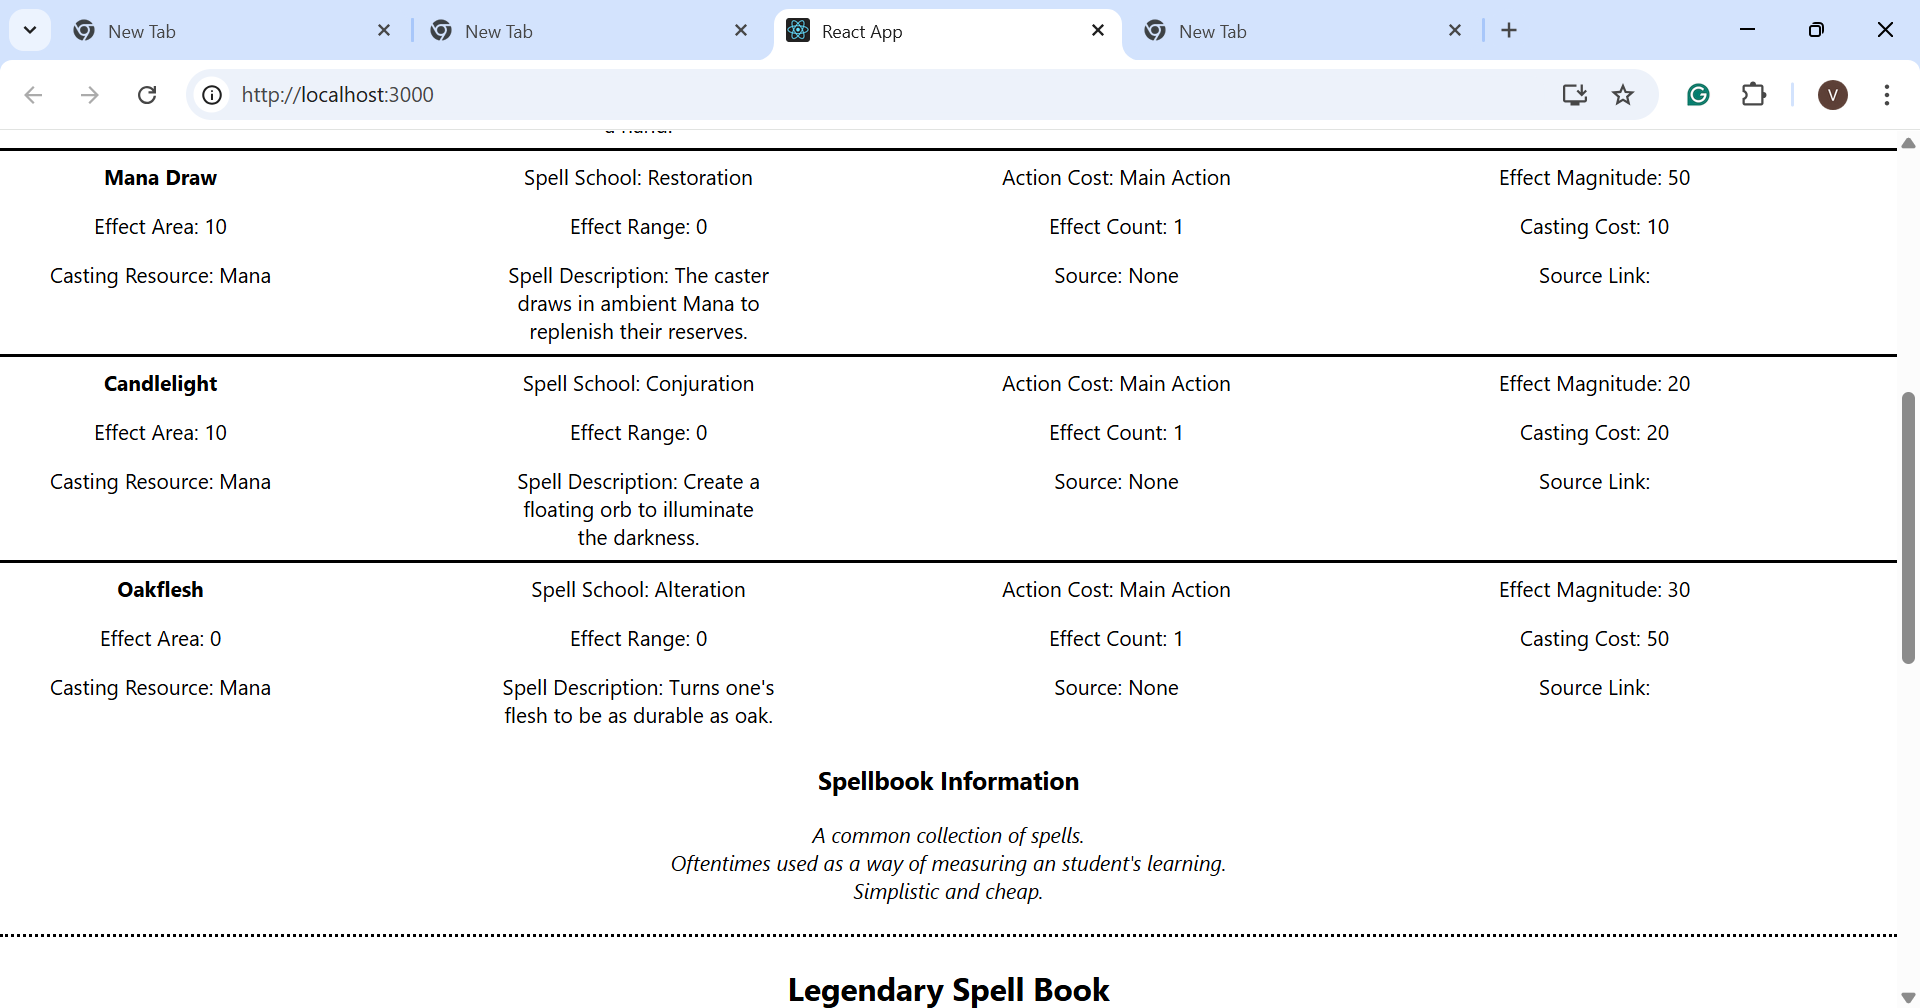 New Tab
New Tab
React App
New Tab
http://localhost:3000
V
Mana Draw
Spell School: Restoration
Action Cost: Main Action
Effect Magnitude: 50
Effect Area: 10
Effect Range: 0
Effect Count: 1
Casting Cost: 10
Casting Resource: Mana
Spell Description: The caster
draws in ambient Mana to
replenish their reserves.
Source: None
Source Link:
Candlelight
Spell School: Conjuration
Action Cost: Main Action
Effect Magnitude: 20
Effect Area: 10
Effect Range: 0
Effect Count: 1
Casting Cost: 20
Casting Resource: Mana
Spell Description: Create a
floating orb to illuminate
the darkness.
Source: None
Source Link:
Oakflesh
Spell School: Alteration
Action Cost: Main Action
Effect Magnitude: 30
Effect Area: 0
Effect Range: 0
Effect Count: 1
Casting Cost: 50
Casting Resource: Mana
Spell Description: Turns one's
flesh to be as durable as oak.
Source: None
Source Link:
Spellbook Information
A common collection of spells.
Oftentimes used as a way of measuring an student's learning.
Simplistic and cheap.
Legendary Spell Book